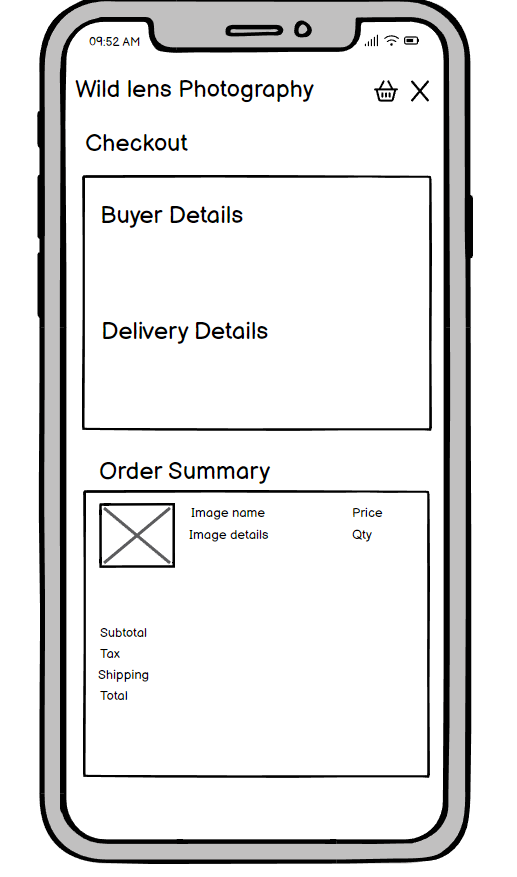 09:52 AM
Wild lens Photography
Checkout
Buyer Details
Delivery Details
Order Summary
Image name Price
Image details Qty
Subtotal
Tax
Shipping
Total